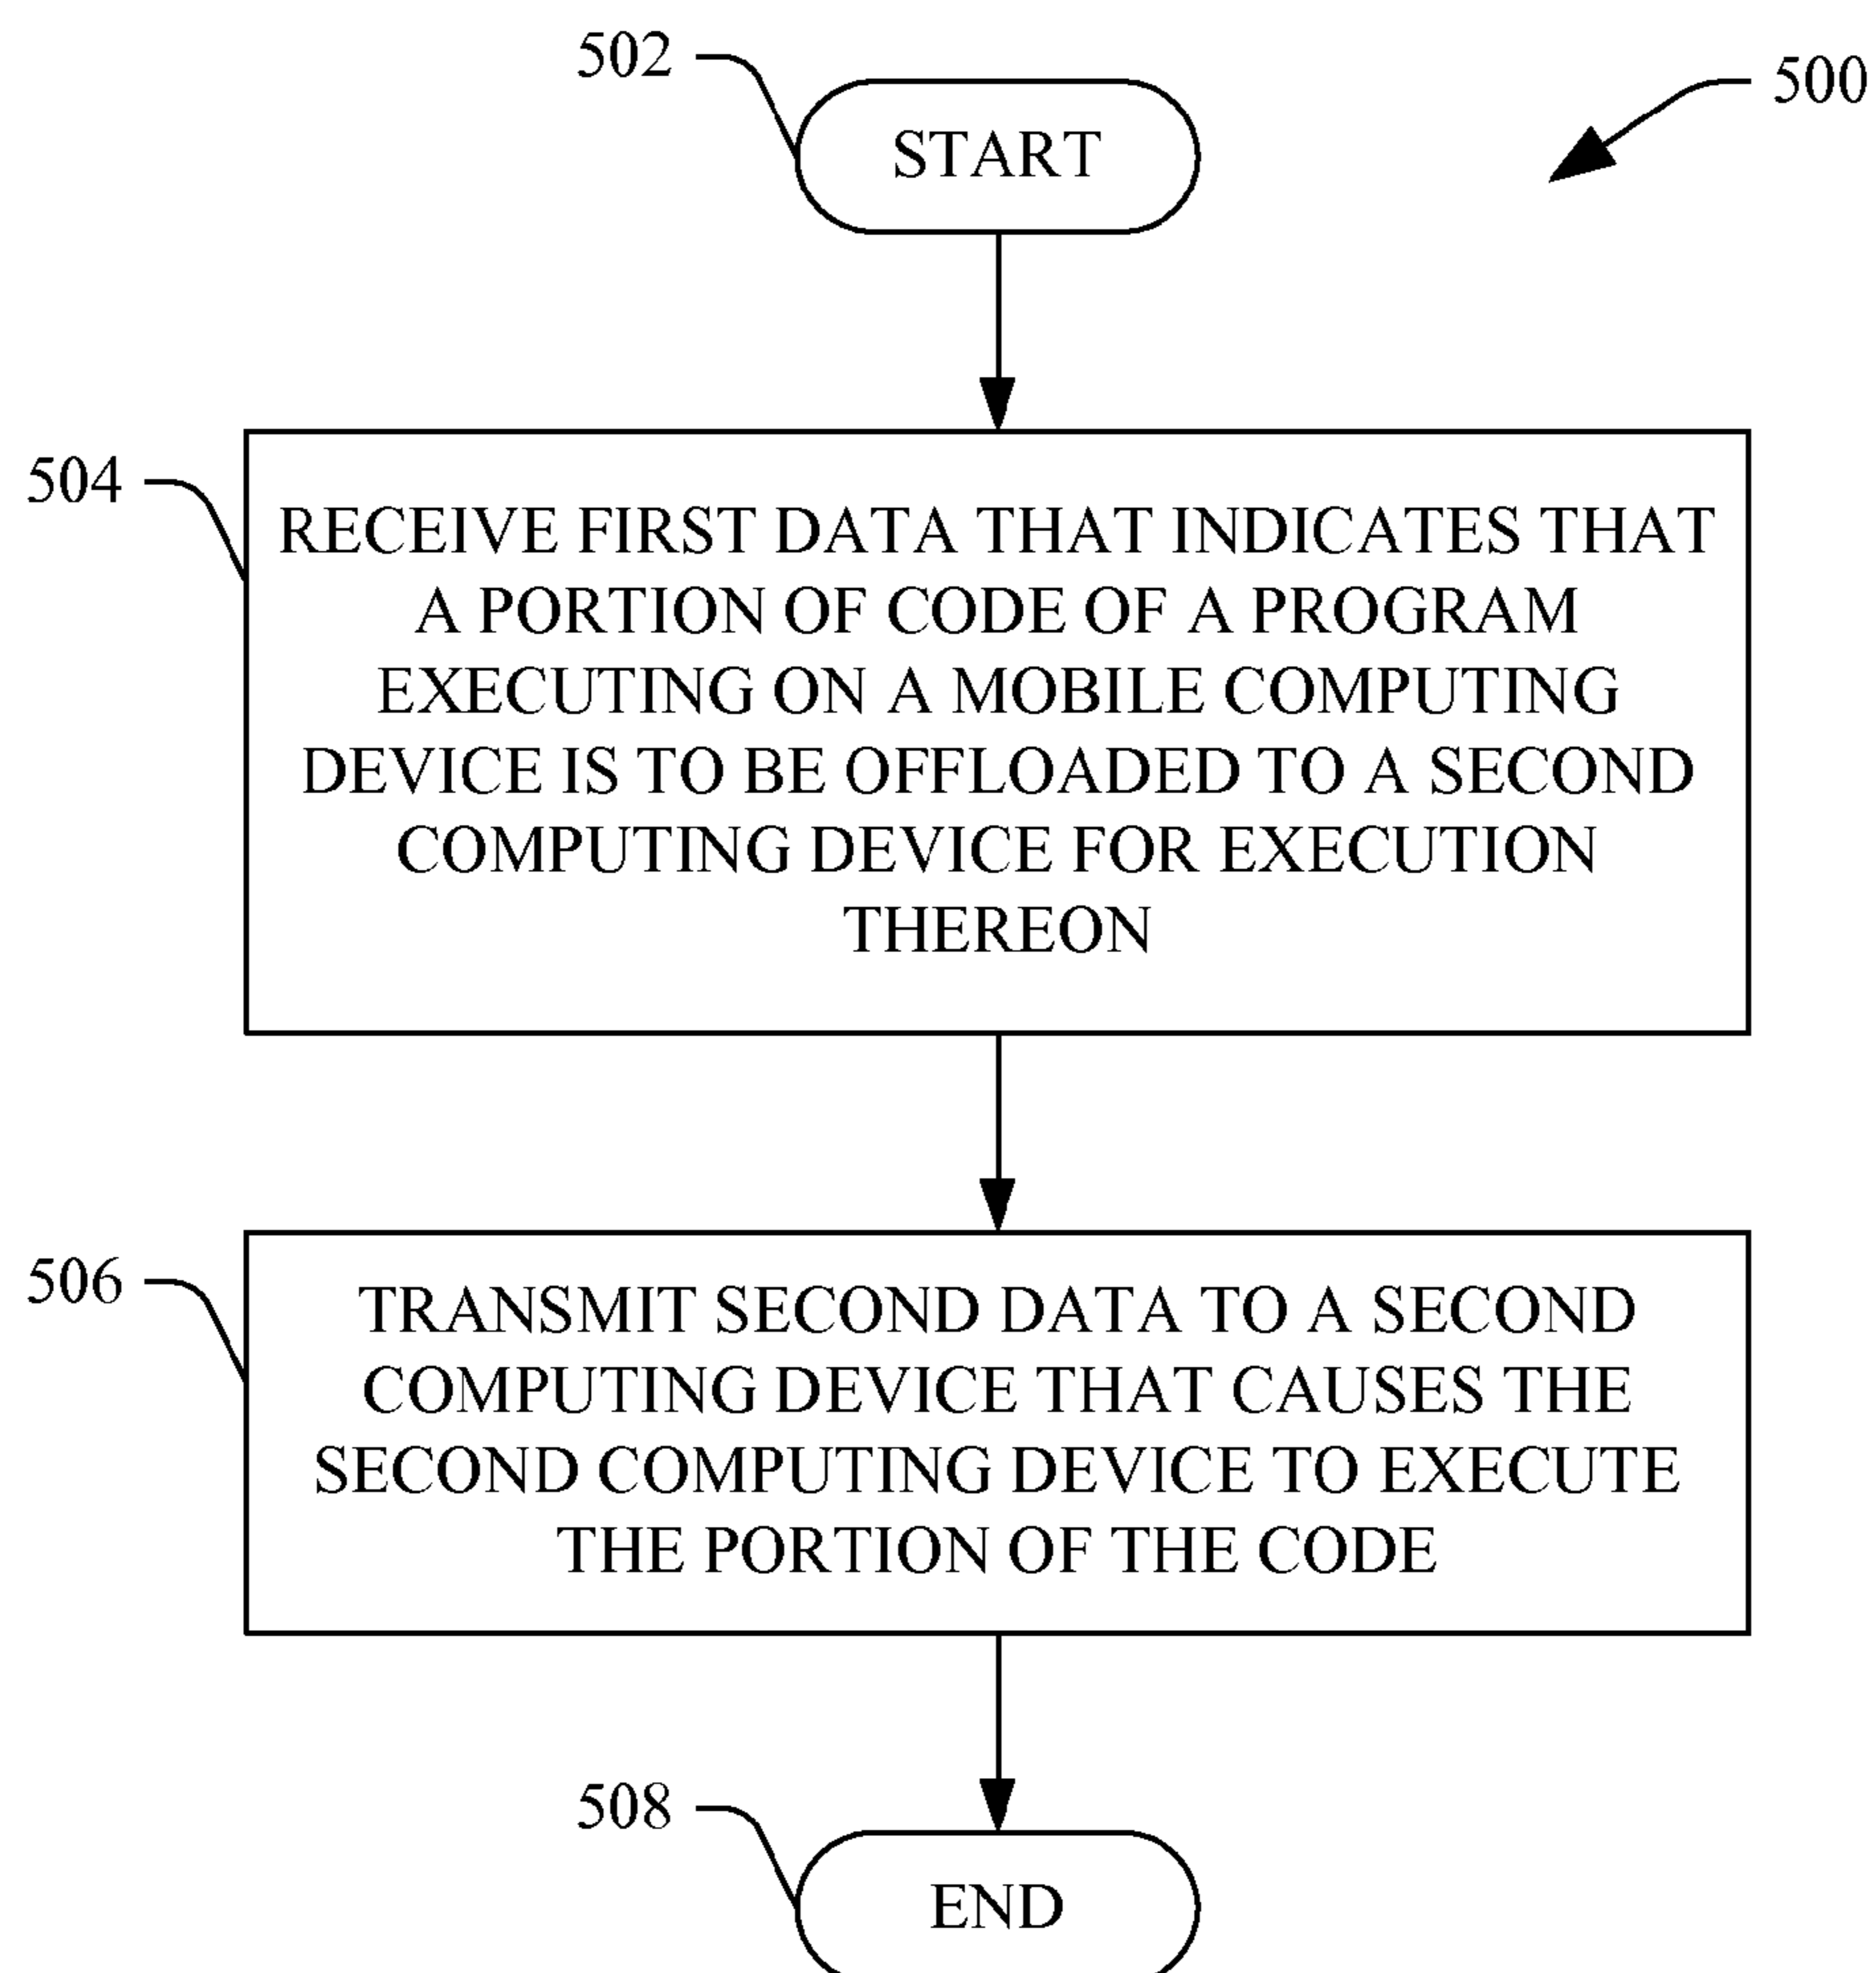 502
500
START
504
RECEIVE FIRST DATA THAT INDICATES THAT
A PORTION OF CODE OF A PROGRAM
EXECUTING ON A MOBILE COMPUTING
DEVICE IS TO BE OFFLOADED TO A SECOND
COMPUTING DEVICE FOR EXECUTION
THEREON
506
TRANSMIT SECOND DATA TO A SECOND
COMPUTING DEVICE THAT CAUSES THE
SECOND COMPUTING DEVICE TO EXECUTE
THE PORTION OF THE CODE
508
END